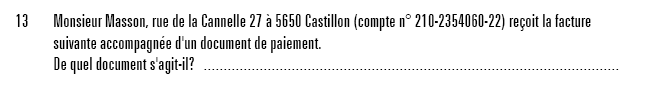 13 Monsieur Masson, rue de la Cannelle 27 à 5650 Castillon (compte n° 210-2354060-22) reçoit la facture
suivante accompagnée d'un document de paiement.
De quel document s'agit-il? ................................................................................